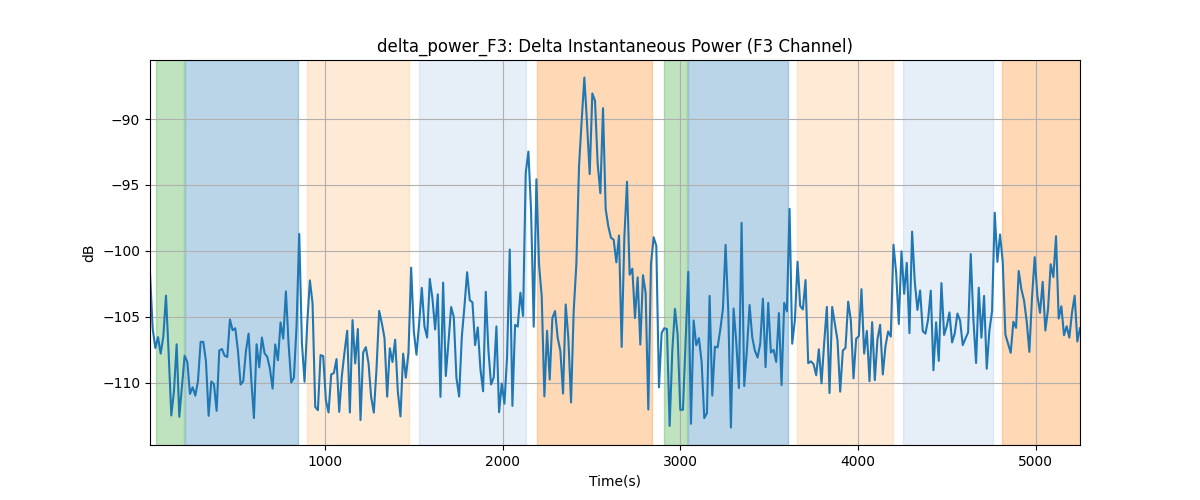 delta_power_F3: Delta Instantaneous Power (F3 Channel)
−90
−95
−100
−105
−110
dB
1000 2000 3000 4000 5000
Time(s)